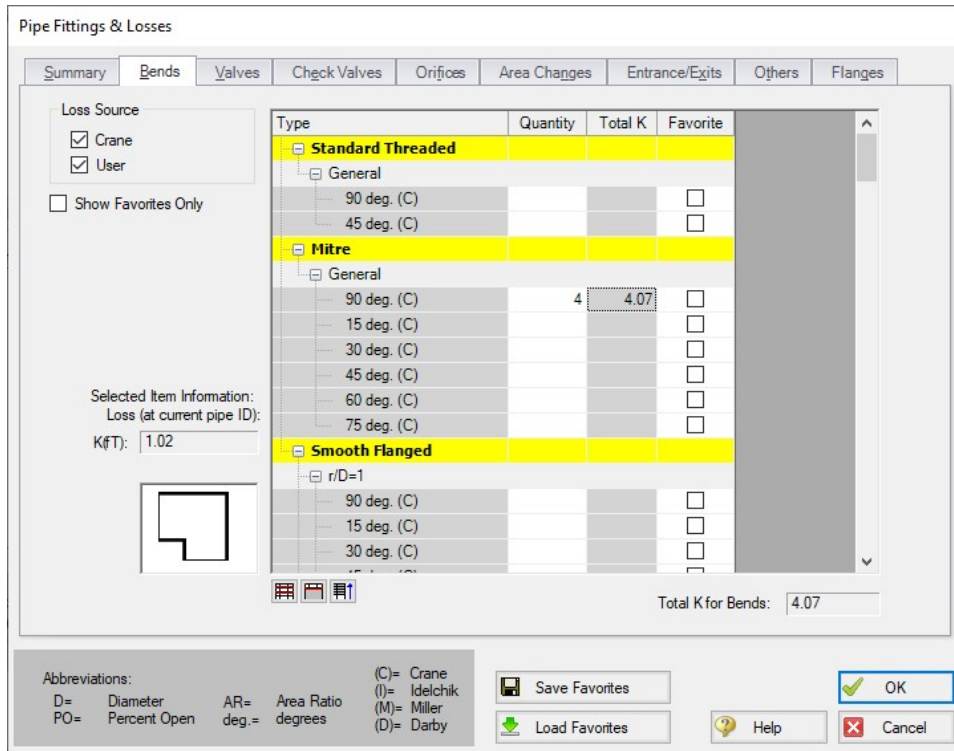 Pipe Fittings & Losses
Summary Bends Valves Check Valves Orifices Area Changes Entrance/Exits Others Flanges
Loss Source
Crane
User
Show Favorites Only
Type Quantity Total K Favorite
Standard Threaded
General
90 deg. (C)
45 deg. (C)
Mitre
General
90 deg. (C) 4 4.07
15 deg. (C)
30 deg. (C)
45 deg. (C)
60 deg. (C)
75 deg. (C)
Smooth Flanged
r/D=1
90 deg. (C)
15 deg. (C)
30 deg. (C)
Selected Item Information:
Loss (at current pipe ID):
K(fT): 1.02
Total K for Bends: 4.07
Abbreviations:
D= Diameter AR= Area Ratio
PO= Percent Open deg.= degrees
(C)= Crane
(I)= Idelchik
(M)= Miller
(D)= Darby
Save Favorites
Load Favorites
Help
OK
Cancel